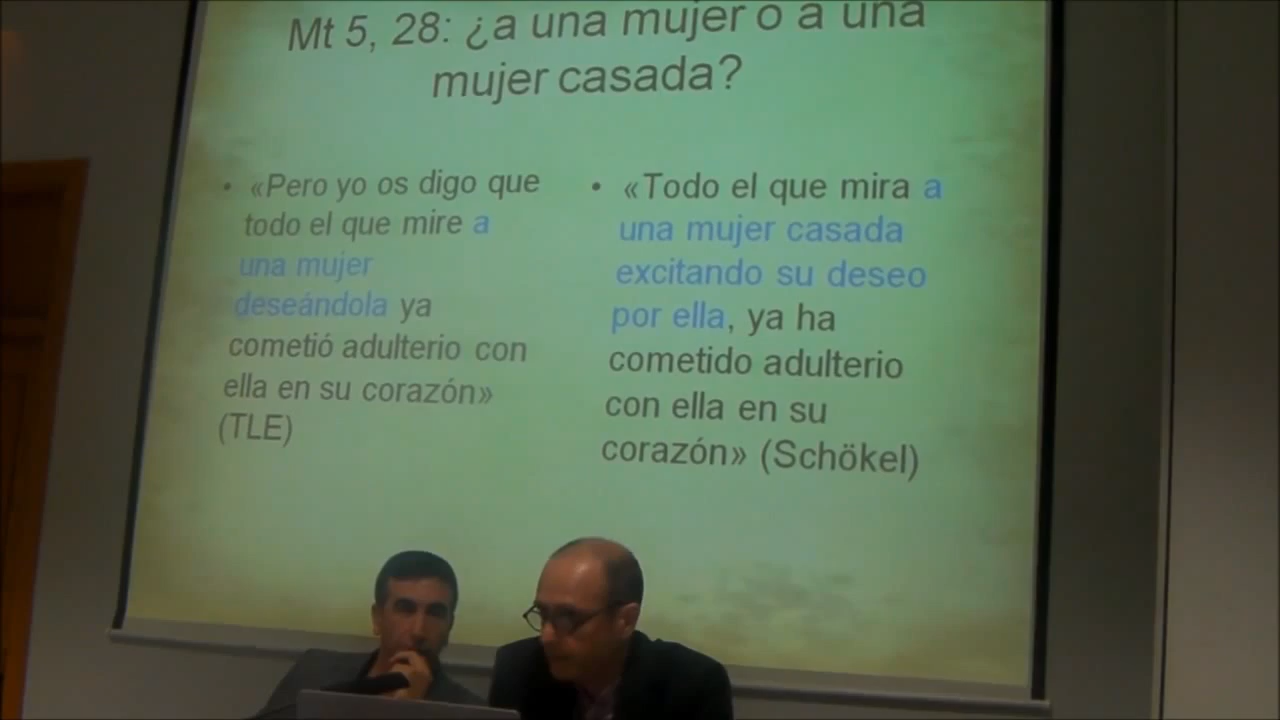 Mt 5, 28: ¿a una mujer o a una
mujer casada?
• «Pero yo os digo que
todo el que mire a
una mujer
deseándola ya
cometió adulterio con
ella en su corazón»
(TLE)
• «Todo el que mira a
una mujer casada
excitando su deseo
por ella, ya ha
cometido adulterio
con ella en su
corazón» (Schökel)